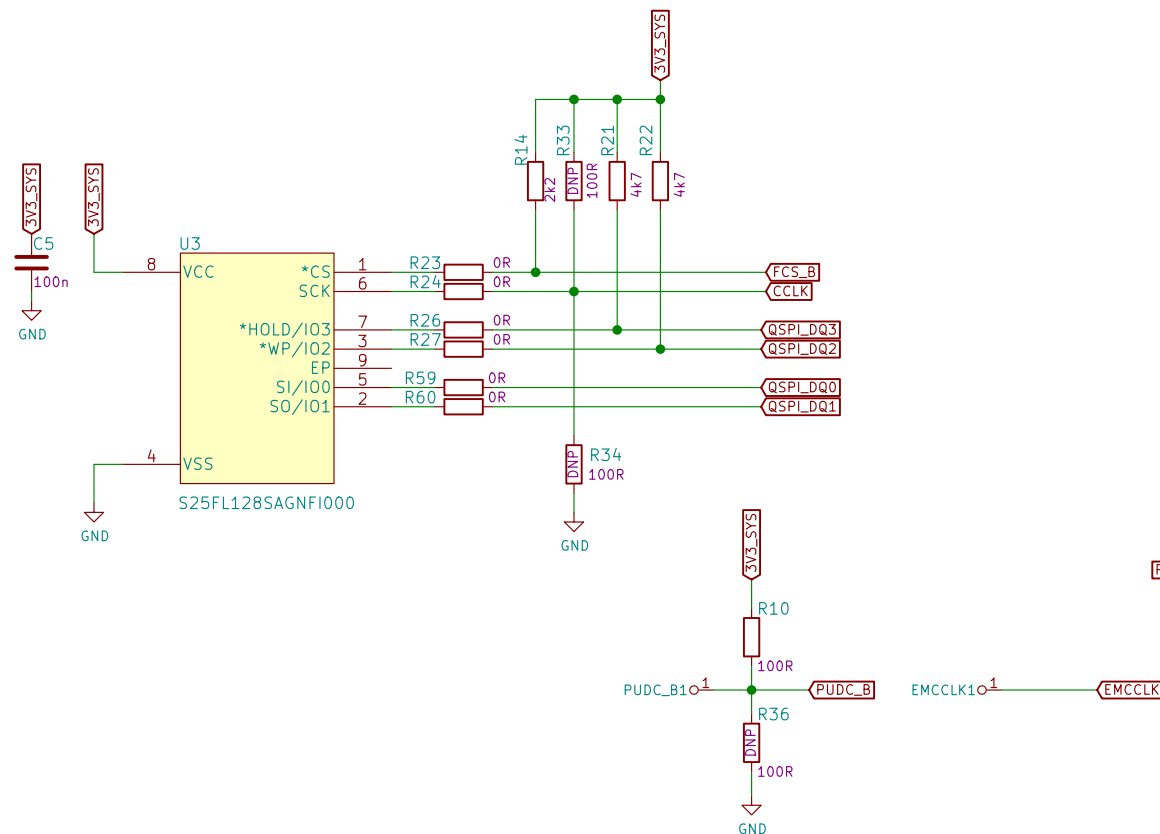 3V3_SYS
R14
R33
R21
R22
2k2
DNP
100R
4k7
4k7
3V3_SYS
3V3_SYS
C5
100n
GND
U3
8
VCC
*CS
1
R23
0R
FCS_B
SCK
6
R24
0R
CCLK
*HOLD/IO3
7
R26
0R
QSPI_DQ3
*WP/IO2
3
R27
0R
QSPI_DQ2
EP
9
SI/IO0
5
R59
0R
QSPI_DQ0
SO/IO1
2
R60
0R
QSPI_DQ1
4
VSS
GND
S25FL128SAGNFI000
DNP
R34
100R
GND
3V3_SYS
R10
100R
PUDC_B1
1
PUDC_B
R36
DNP
100R
GND
EMCCLK1
1
EMCCLK